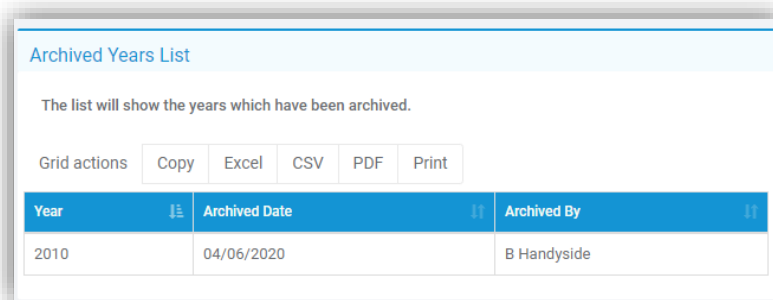 Archived Years List
The list will show the years which have been archived.
Grid actions Copy Excel CSV PDF Print
Year Archived Date Archived By
2010 04/06/2020 B Handyside